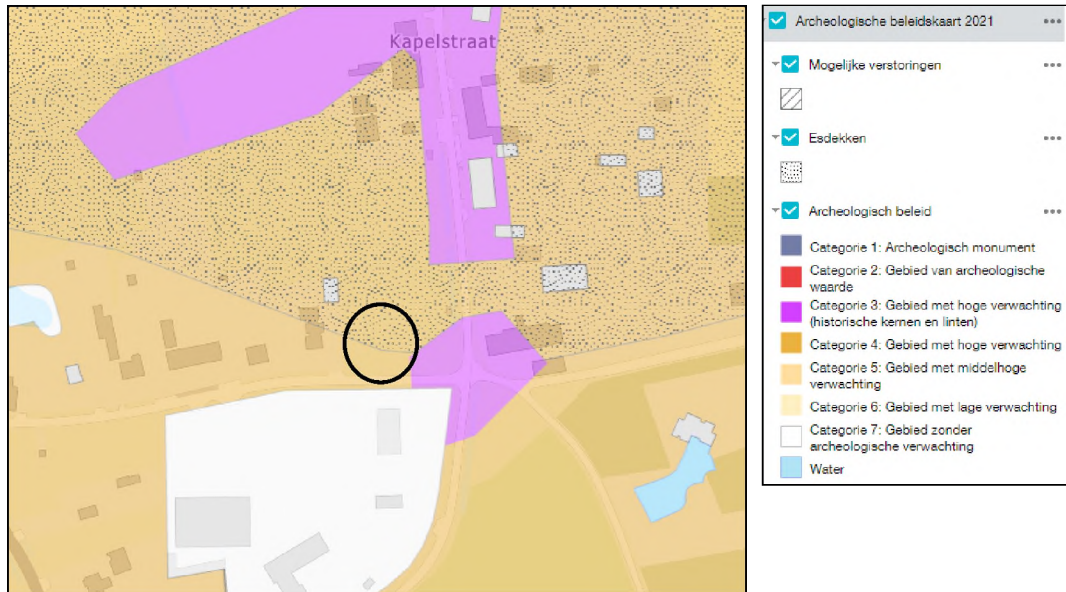 Kapelstraat
Archeologische beleidskaart 2021
Mogelijke verstoringen
Esdekken
Archeologisch beleid
Categorie 1: Archeologisch monument
Categorie 2: Gebied van archeologische
waarde
Categorie 3: Gebied met hoge verwachting
(historische kernen en linten)
Categorie 4: Gebied met hoge verwachting
Categorie 5: Gebied met middelhoge
verwachting
Categorie 6: Gebied met lage verwachting
Categorie 7: Gebied zonder
archeologische verwachting
Water